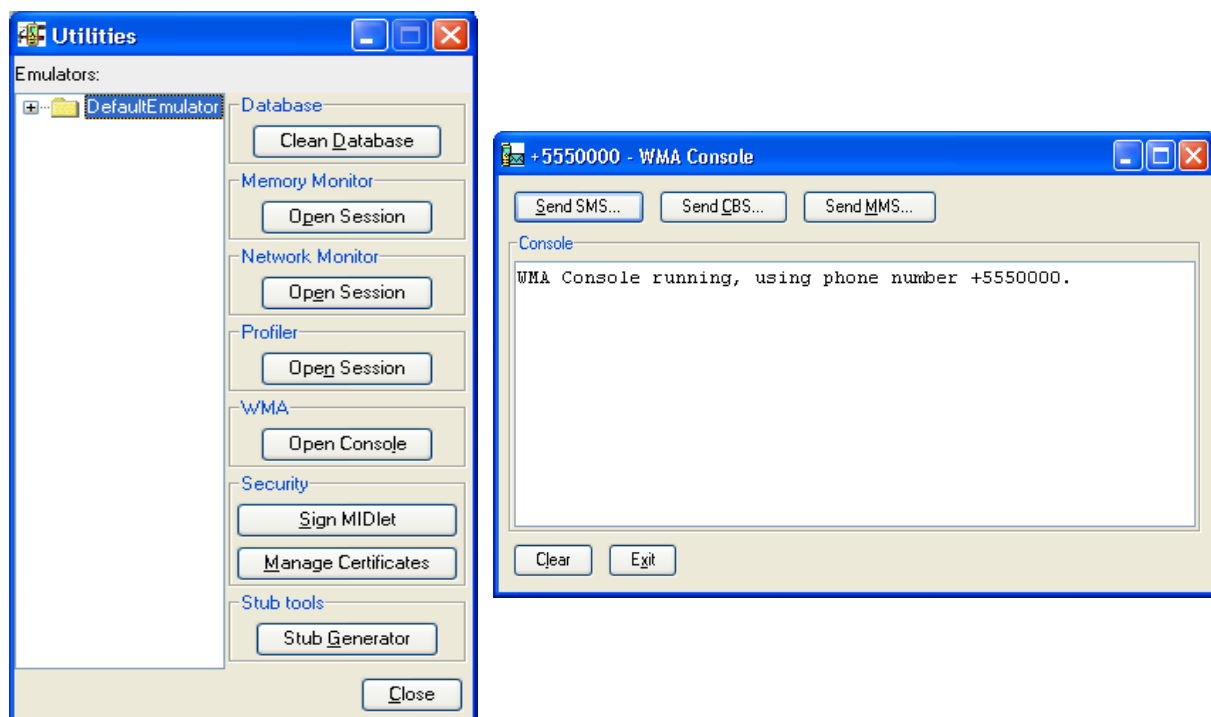 Utilities
Emulators:
DefaultEmulator
Database
Clean Database
Memory Monitor
Open Session
Network Monitor
Open Session
Profiler
Open Session
WMA
Open Console
Security
Sign MIDlet
Manage Certificates
Stub tools
Stub Generator
Close
+5550000 - WMA Console
Send SMS... Send CBS... Send MMS...
Console
WMA Console running, using phone number +5550000.
Clear Exit